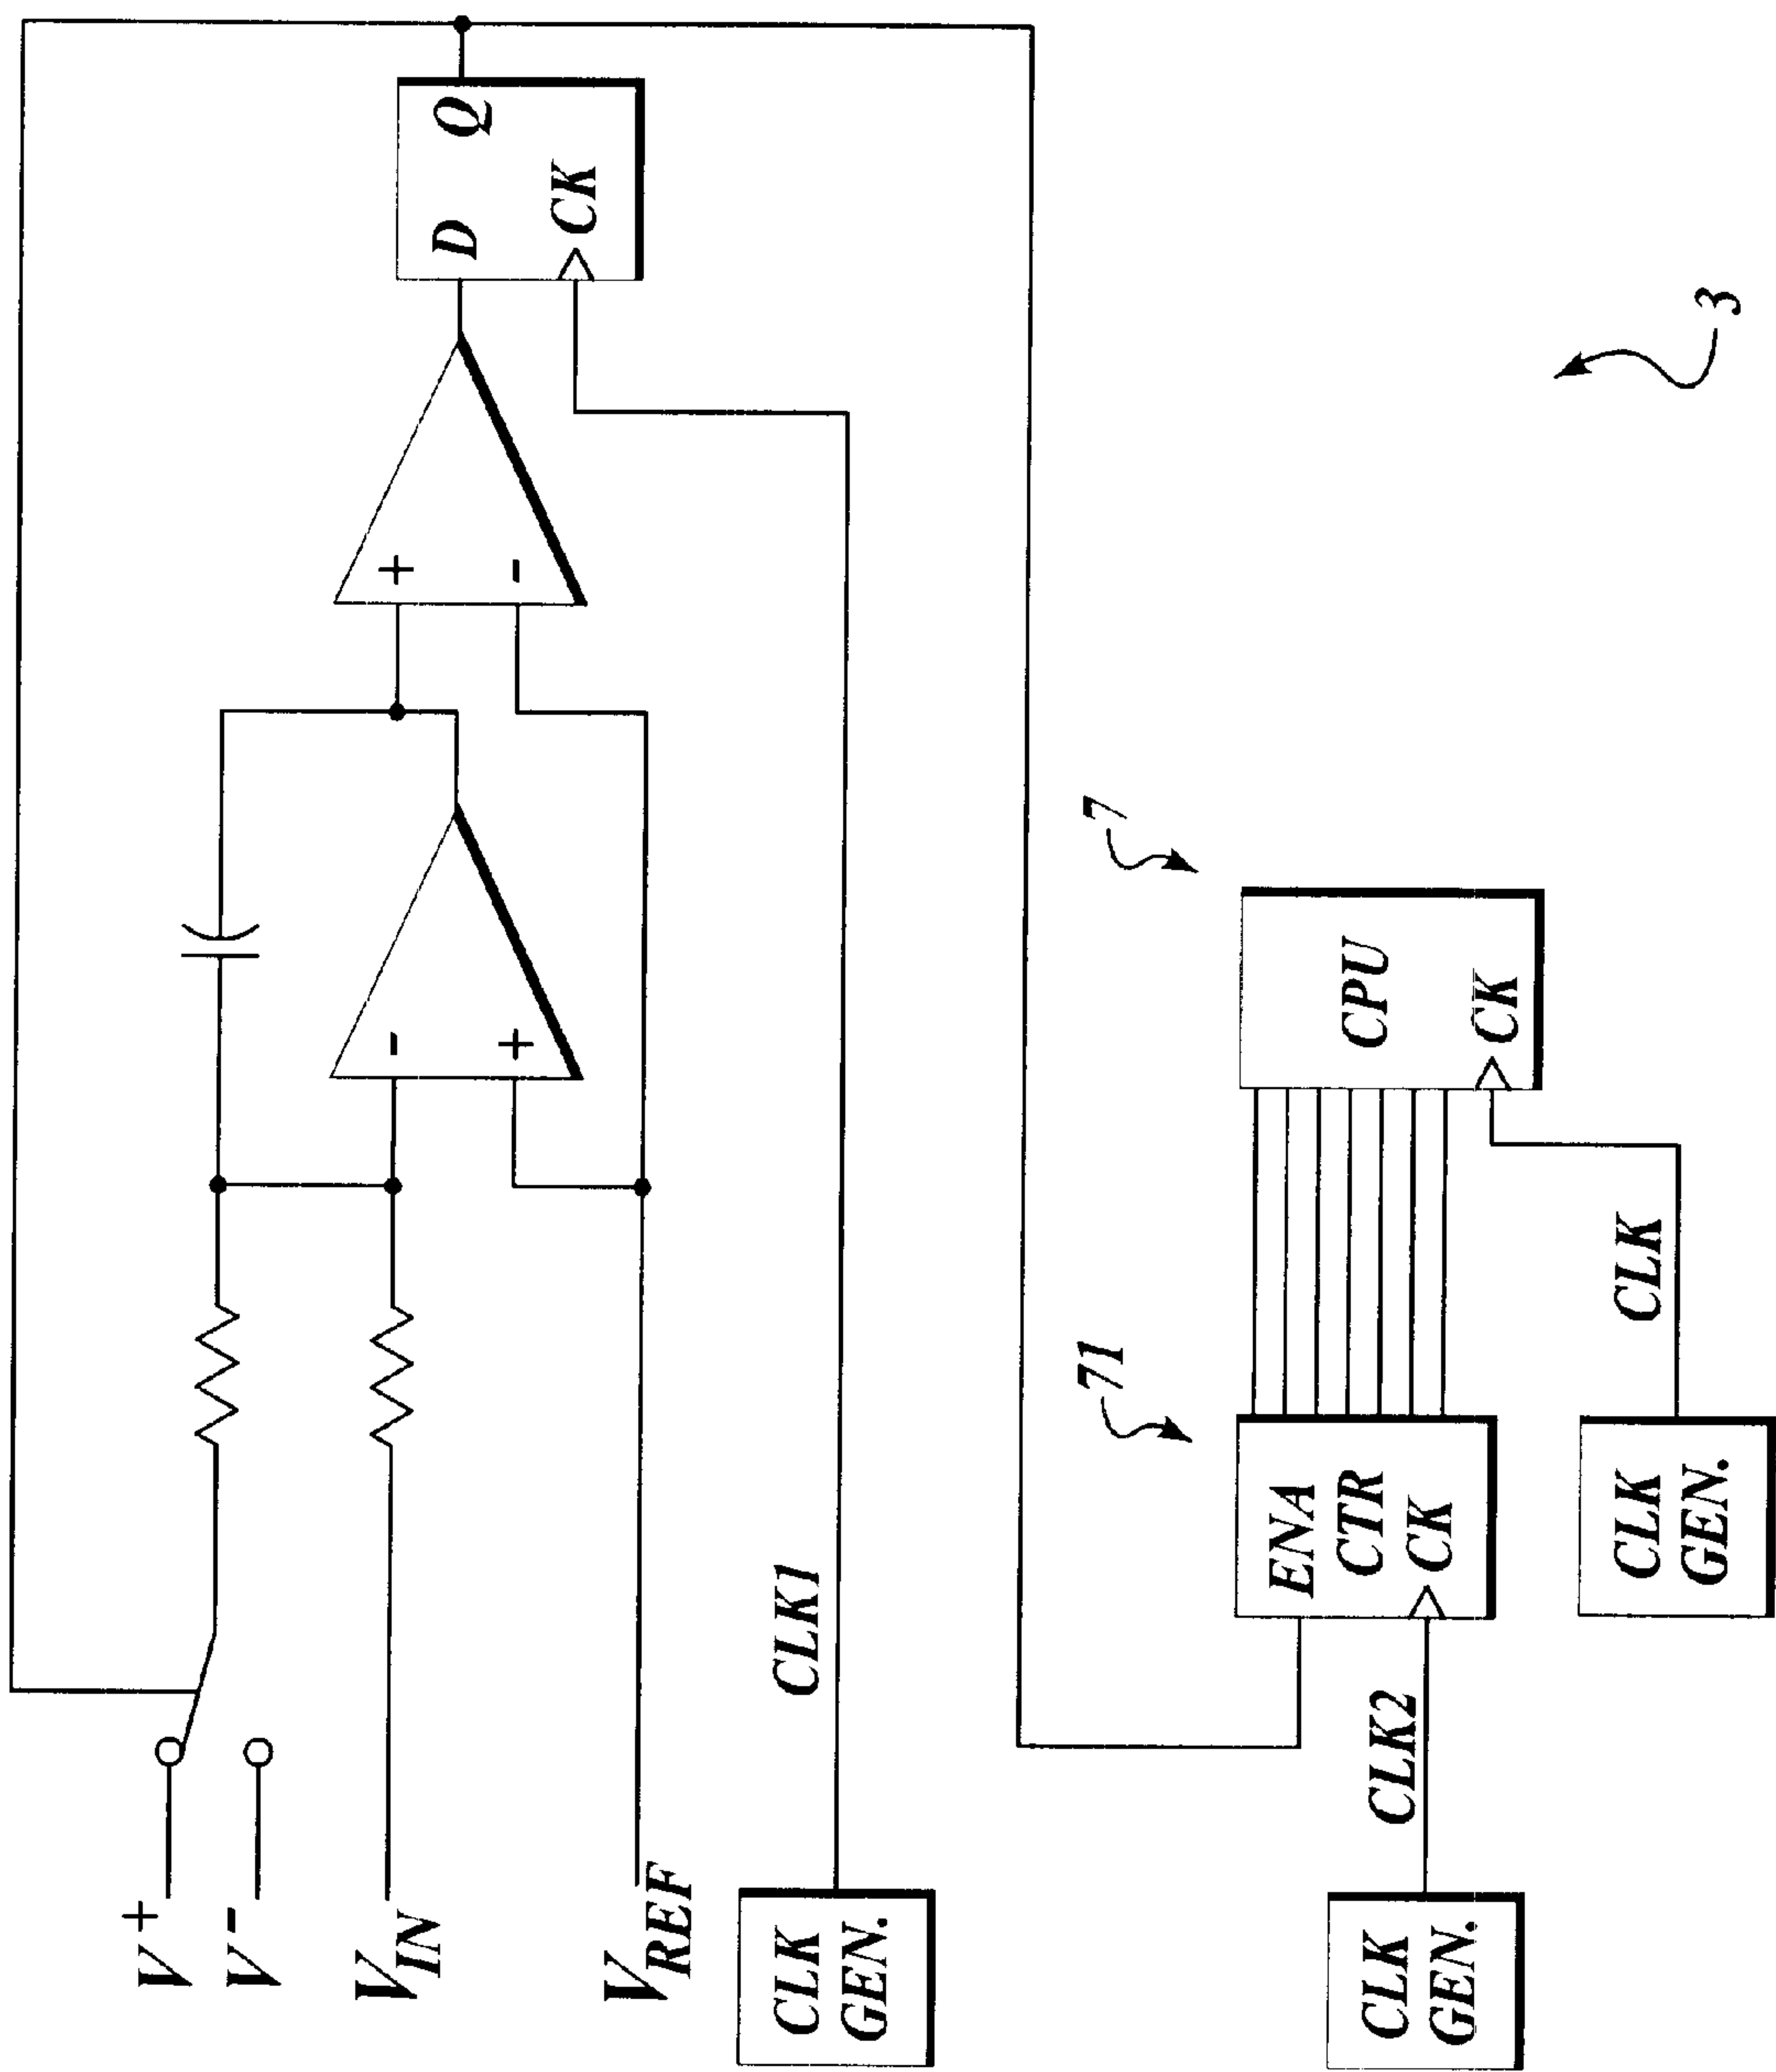 V+
V-
VIN
VREF
- +
+ -
D Q
CK
CLK1
CLK
GEN.
71
7
ENA
CTR
CK
CPU
CK
CLK2
CLK
GEN.
CLK
GEN.
CLK
3